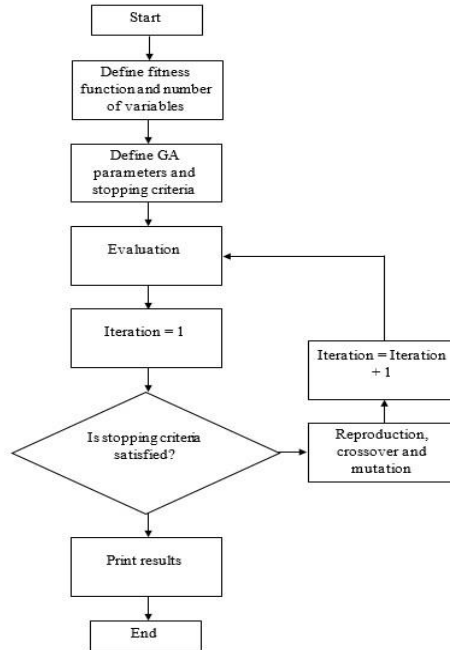 Start
Define fitness
function and number
of variables
Define GA
parameters and
stopping criteria
Evaluation
Iteration = 1
Iteration = Iteration
+ 1
Is stopping criteria
satisfied?
Reproduction,
crossover and
mutation
Print results
End